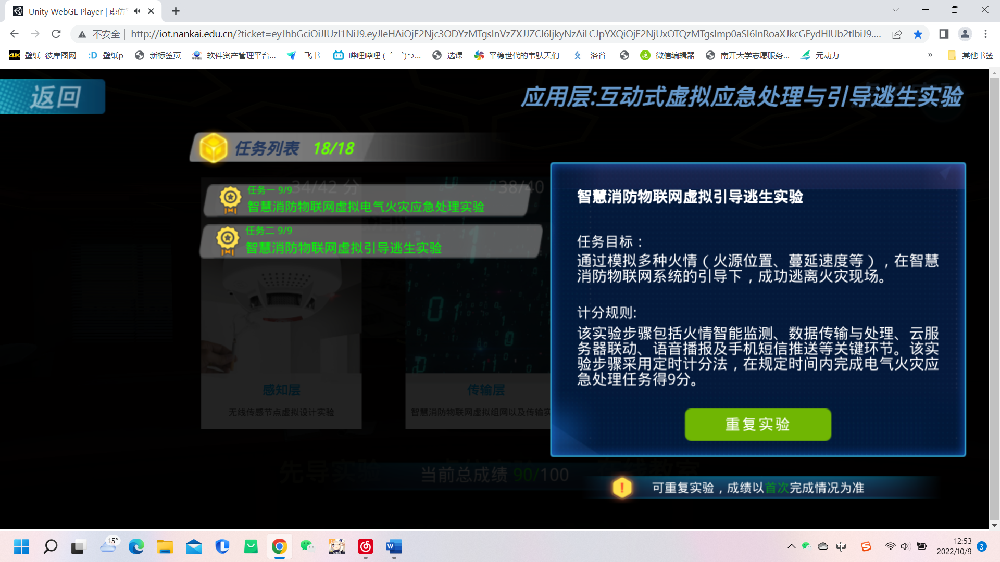 Unity WebGL Player | 虚仿
不安全 | http://iot.nankai.edu.cn/?ticket=eyJhbGciOiJIUzI1NiJ9.eyJleHAiOjE2Njc3ODYzMTgsInVzZXJJZCI6IjkyNzAiLCJpYXQiOjE2NjUxOTQzMTgsImp0aSI6InRoaXJkcGFydHlUb2tlbiJ9....
4K 壁纸 彼岸图网 :D 壁纸p 新标签页 软件资产管理平台... 飞书 哔哩哔哩 ( ゜- ゜)つ... 选课 平稳世代的韦驮天们 洛谷 微信编辑器 南开大学志愿服务... 元动力 » 其他书签
返回
应用层:互动式虚拟应急处理与引导逃生实验
任务列表 18/18
34/42 分
38/40
任务一 9/9
智慧消防物联网虚拟电气火灾应急处理实验
任务二 9/9
智慧消防物联网虚拟引导逃生实验
感知层
无线传感节点虚拟设计实验
传输层
智慧消防物联网虚拟组网以及传输实
智慧消防物联网虚拟引导逃生实验
任务目标：
通过模拟多种火情（火源位置、蔓延速度等），在智慧
消防物联网系统的引导下，成功逃离火灾现场。
计分规则:
该实验步骤包括火情智能监测、数据传输与处理、云服
务器联动、语音播报及手机短信推送等关键环节。该实
验步骤采用定时计分法，在规定时间内完成电气火灾应
急处理任务得9分。
重复实验
先导实验
当前总成绩 90/100
可重复实验，成绩以首次完成情况为准
15°
中
12:53
2022/10/9
3